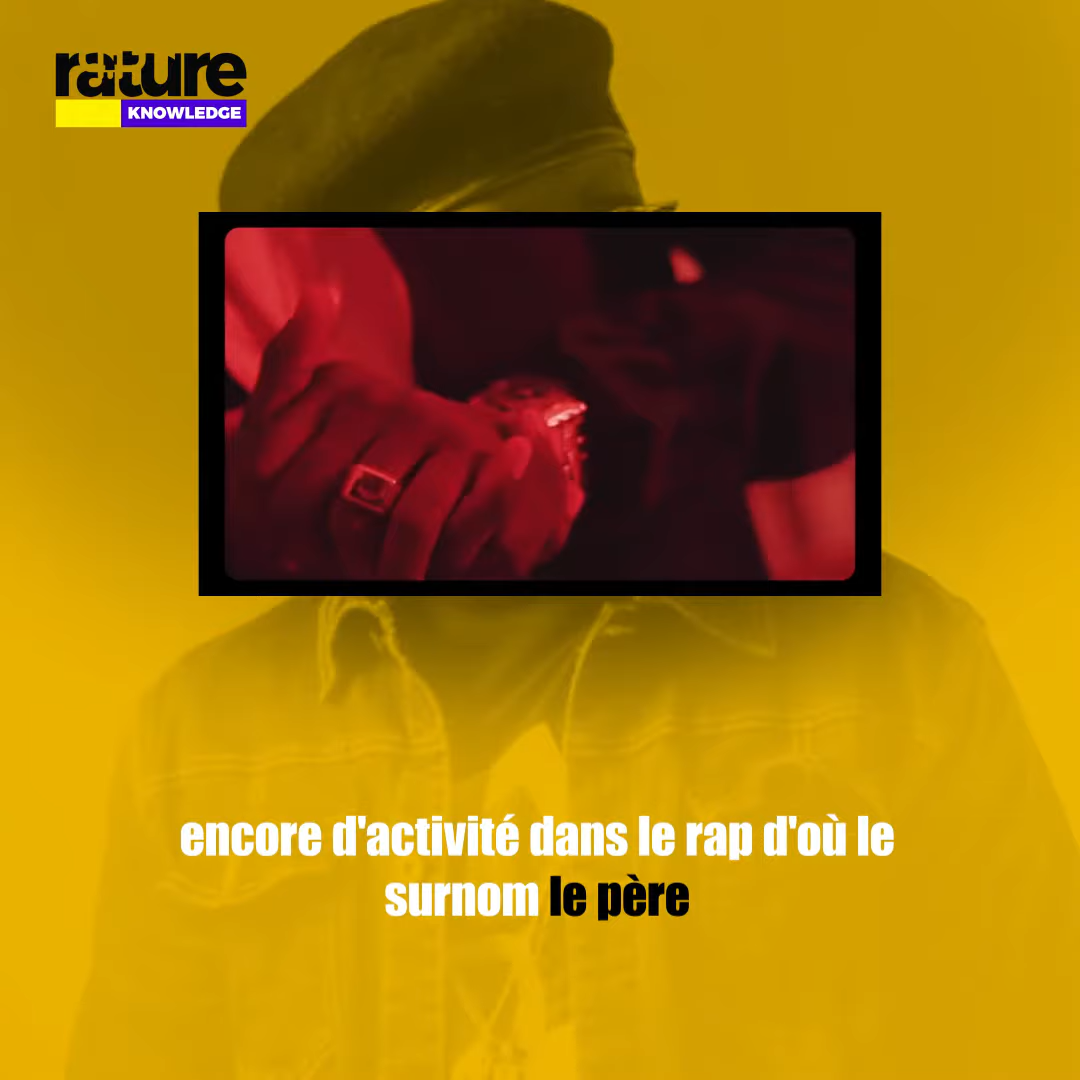 rature
KNOWLEDGE
encore d'activité dans le rap d'où le
surnom le père